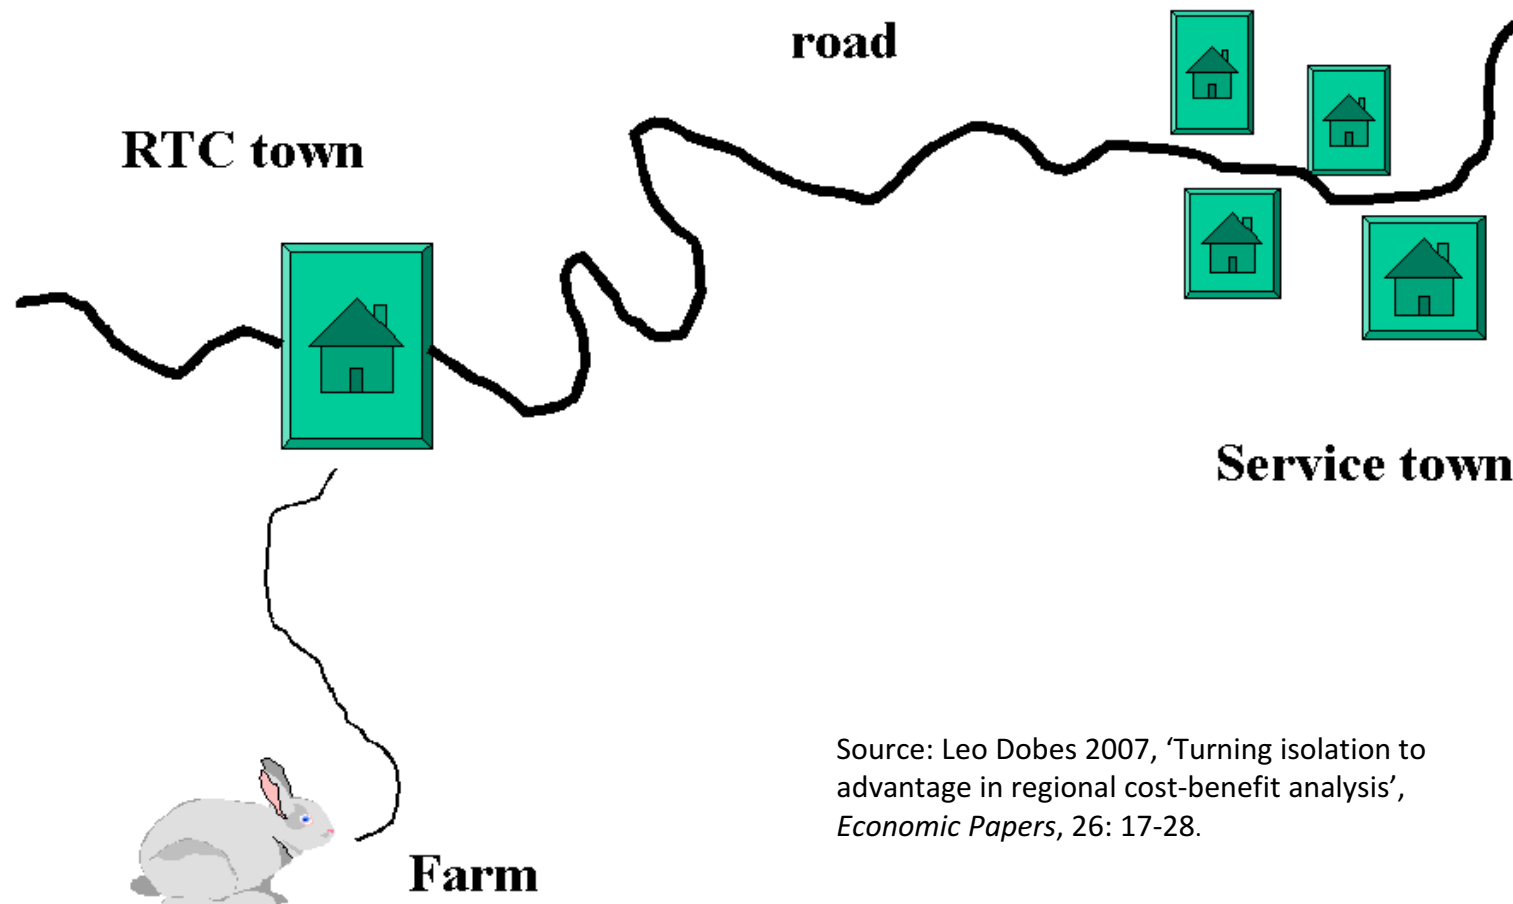 road
RTC town
Service town
Source: Leo Dobes 2007, ‘Turning isolation to
advantage in regional cost-benefit analysis’,
Economic Papers, 26: 17-28.
Farm